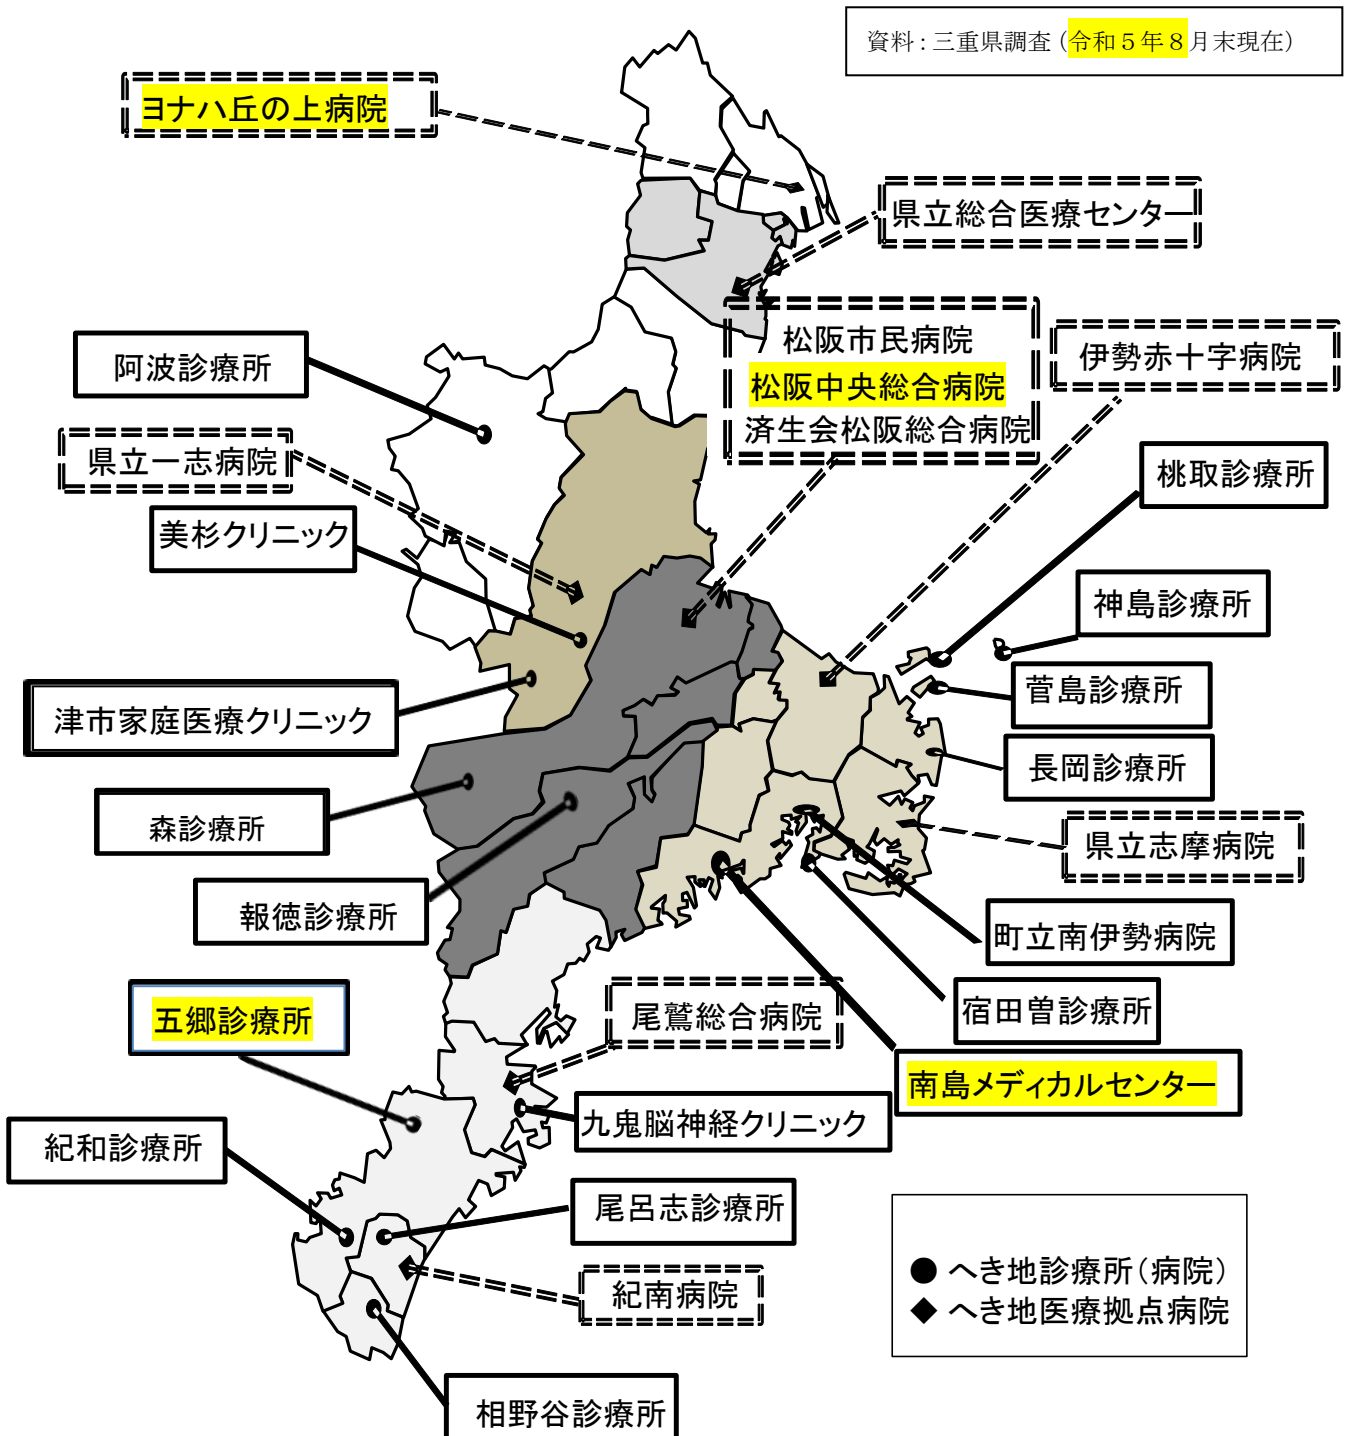 資料：三重県調査（令和５年８月末現在）
ヨナハ丘の上病院
県立総合医療センター
松阪市民病院
松阪中央総合病院
済生会松阪総合病院
伊勢赤十字病院
阿波診療所
県立一志病院
桃取診療所
美杉クリニック
神島診療所
菅島診療所
津市家庭医療クリニック
長岡診療所
森診療所
県立志摩病院
報徳診療所
町立南伊勢病院
五郷診療所
尾鷲総合病院
宿田曽診療所
南島メディカルセンター
九鬼脳神経クリニック
紀和診療所
尾呂志診療所
紀南病院
● へき地診療所（病院）
◆ へき地医療拠点病院
相野谷診療所